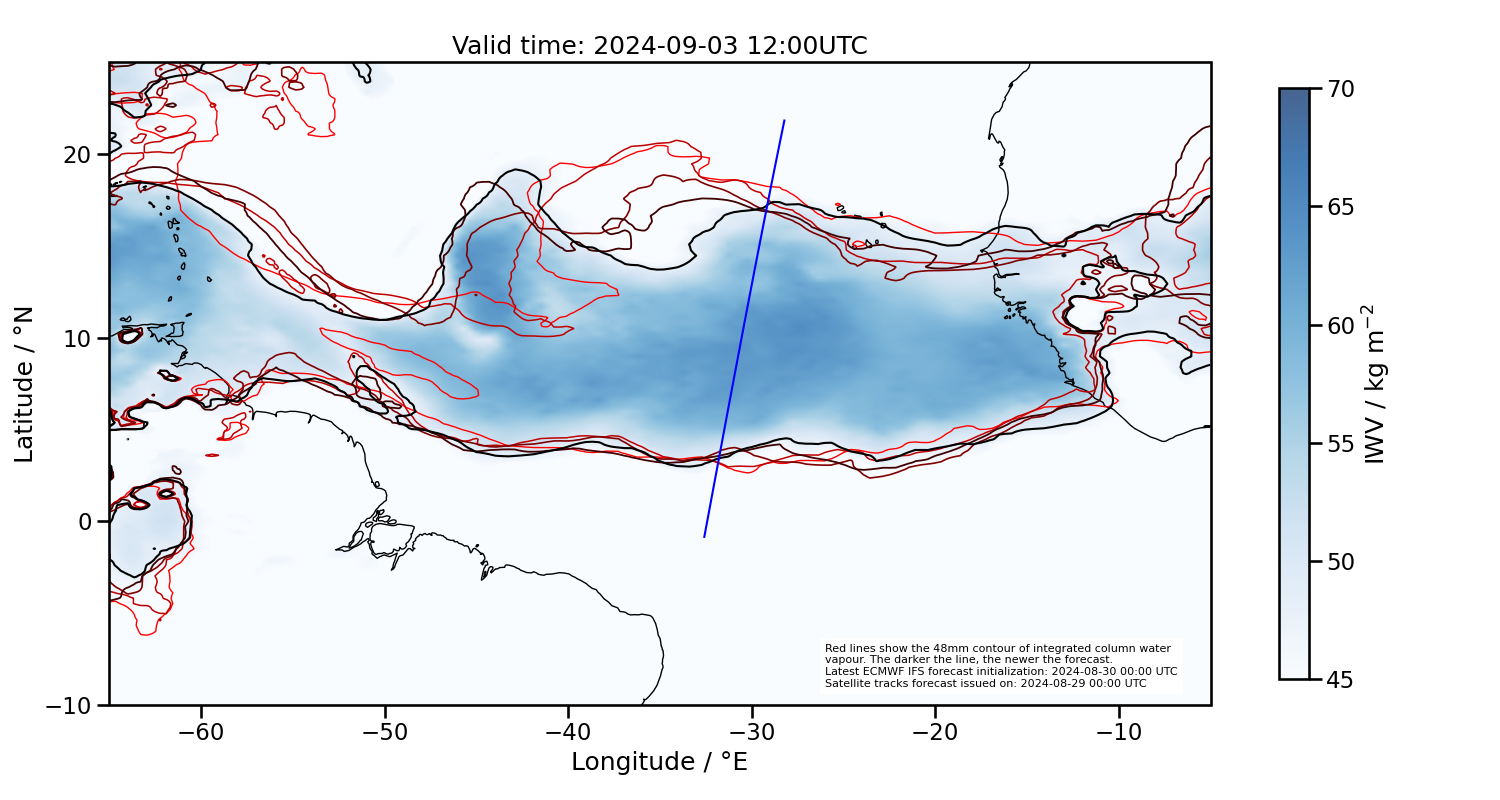 Valid time: 2024-09-03 12:00UTC
20
10
0
−10
Latitude / °N
−60
−50
−40
−30
−20
−10
Longitude / °E
Red lines show the 48mm contour of integrated column water
vapour. The darker the line, the newer the forecast.
Latest ECMWF IFS forecast initialization: 2024-08-30 00:00 UTC
Satellite tracks forecast issued on: 2024-08-29 00:00 UTC
70
65
60
55
50
45
IWV / kg m⁻²